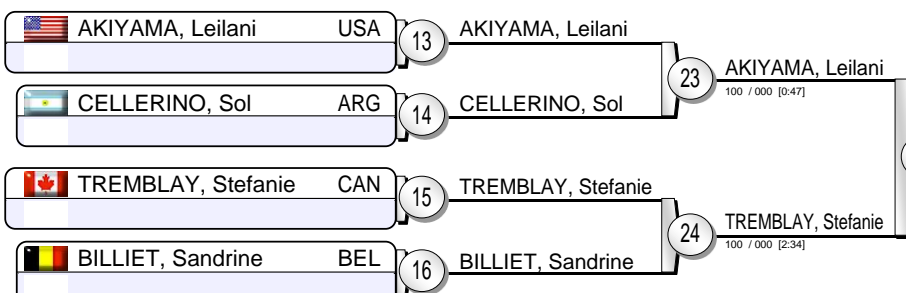 AKIYAMA, Leilani USA 13 AKIYAMA, Leilani
23 AKIYAMA, Leilani
100 / 000 [0:47]
CELLERINO, Sol ARG 14 CELLERINO, Sol
TREMBLAY, Stefanie CAN 15 TREMBLAY, Stefanie
24 TREMBLAY, Stefanie
100 / 000 [2:34]
BILLIET, Sandrine BEL 16 BILLIET, Sandrine